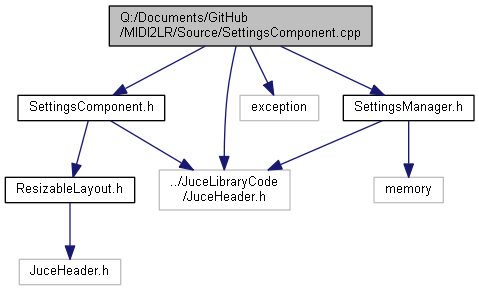 Q:/Documents/GitHub
/MIDI2LR/Source/SettingsComponent.cpp
SettingsComponent.h
exception
SettingsManager.h
ResizableLayout.h
../JuceLibraryCode
/JuceHeader.h
memory
JuceHeader.h